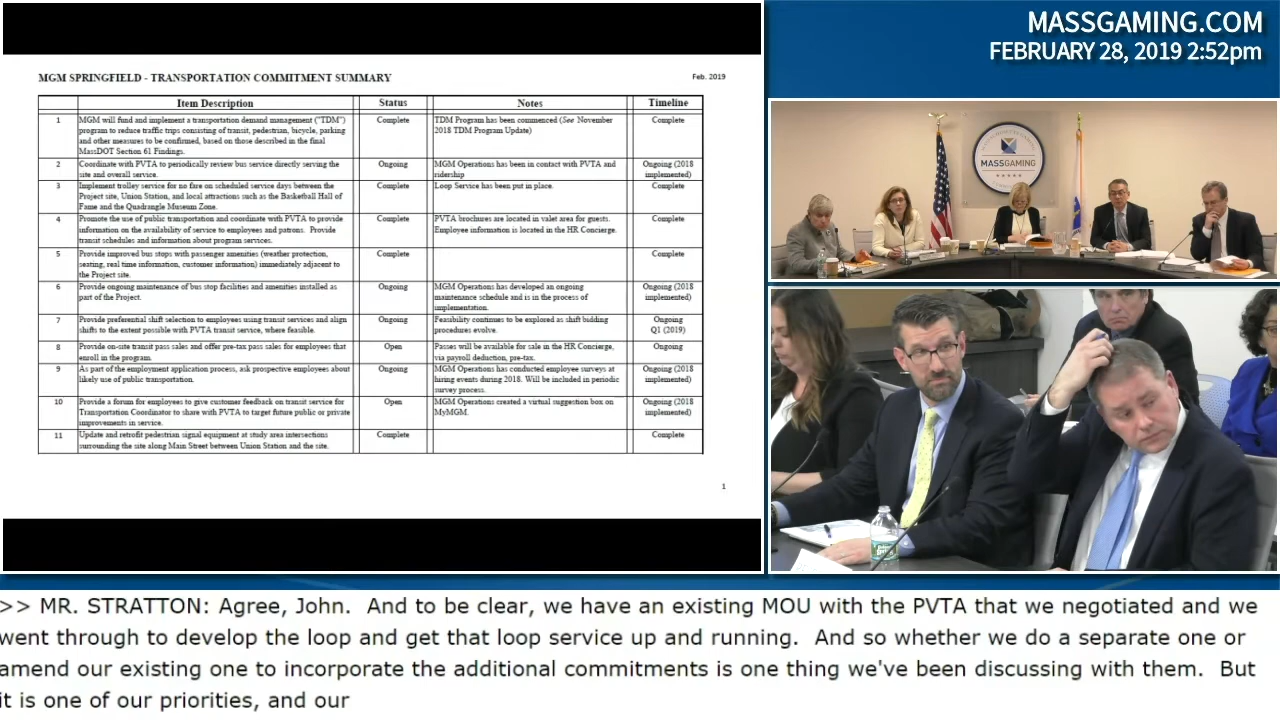 MASSGAMING.COM
FEBRUARY 28, 2019 2:52pm
MGM SPRINGFIELD - TRANSPORTATION COMMITMENT SUMMARY
Feb. 2019
Item Description Status Notes Timeline
1 MGM will fund and implement a transportation demand management ("TDM") Complete TDM Program has been commenced (See November Complete
program to reduce traffic trips consisting of transit, pedestrian, bicycle, parking 2018 TDM Program Update)
and other measures to be confirmed, based on those described in the final
MassDOT Section 61 Findings.
2 Coordinate with PVTA to periodically review bus service directly serving the Ongoing MGM Operations has been in contact with PVTA and Ongoing (2018
site and overall service. ridership implemented)
3 Implement trolley service for no fare on scheduled service days between the Complete Loop Service has been put in place. Complete
Project site, Union Station, and local attractions such as the Basketball Hall of
Fame and the Quadrangle Museum Zone.
4 Promote the use of public transportation and coordinate with PVTA to provide Complete PVTA brochures are located in valet area for guests. Complete
information on the availability of service to employees and patrons. Provide Employee information is located in the HR Concierge.
transit schedules and information about program services.
5 Provide improved bus stops with passenger amenities (weather protection, Complete Complete
seating, real time information, customer information) immediately adjacent to
the Project site.
6 Provide ongoing maintenance of bus stop facilities and amenities installed as Ongoing MGM Operations has developed an ongoing Ongoing (2018
part of the Project. maintenance schedule and is in the process of implemented)
implementation.
7 Provide preferential shift selection to employees using transit services and align Ongoing Feasibility continues to be explored as shift bidding Ongoing
shifts to the extent possible with PVTA transit service, where feasible. procedures evolve. Q1 (2019)
8 Provide on-site transit pass sales and offer pre-tax pass sales for employees that Open Passes will be available for sale in the HR Concierge, Ongoing
enroll in the program. via payroll deduction, pre-tax.
9 As part of the employment application process, ask prospective employees about Ongoing MGM Operations has conducted employee surveys at Ongoing (2018
likely use of public transportation. hiring events during 2018. Will be included in periodic implemented)
survey process.
10 Provide a forum for employees to give customer feedback on transit service for Open MGM Operations created a virtual suggestion box on Ongoing (2018
Transportation Coordinator to share with PVTA to target future public or private MyMGM. implemented)
improvements in service.
11 Update and retrofit pedestrian signal equipment at study area intersections Complete Complete
surrounding the site along Main Street between Union Station and the site.
1
MASSGAMING
>> MR. STRATTON: Agree, John. And to be clear, we have an existing MOU with the PVTA that we negotiated and we
went through to develop the loop and get that loop service up and running. And so whether we do a separate one or
amend our existing one to incorporate the additional commitments is one thing we've been discussing with them. But
it is one of our priorities, and our